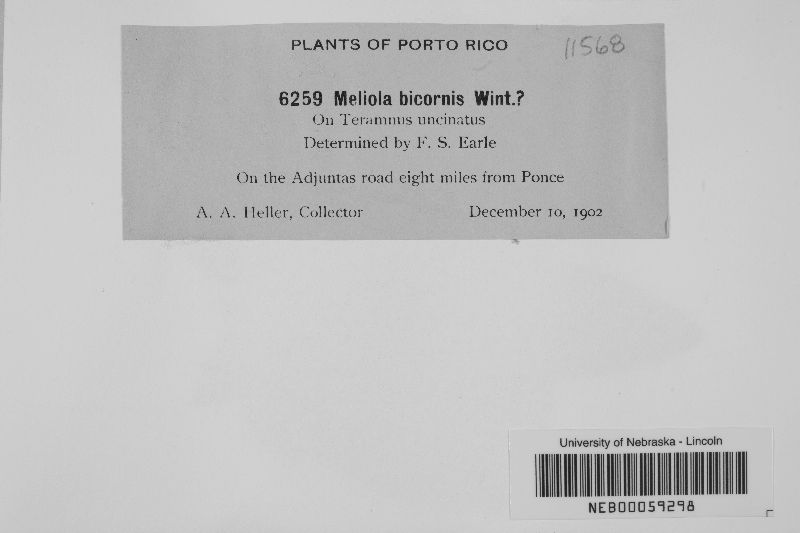 PLANTS OF PORTO RICO 11568
6259 Meliola bicornis Wint.?
On Teramnus uncinatus
Determined by F. S. Earle
On the Adjuntas road eight miles from Ponce
A. A. Heller, Collector December 10, 1902
University of Nebraska - Lincoln
NEB00059298